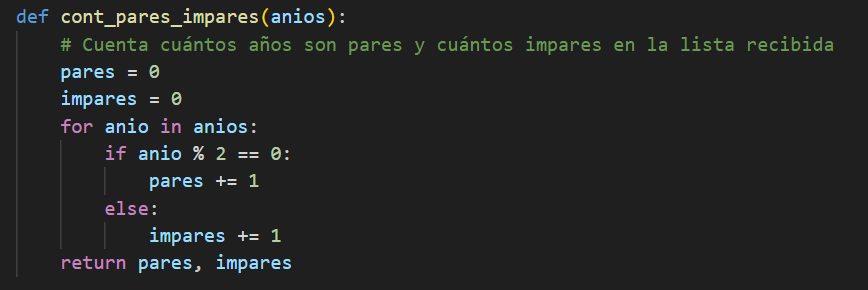 def cont_pares_impares(anios):
    # Cuenta cuántos años son pares y cuántos impares en la lista recibida
    pares = 0
    impares = 0
    for anio in anios:
        if anio % 2 == 0:
            pares += 1
        else:
            impares += 1
    return pares, impares